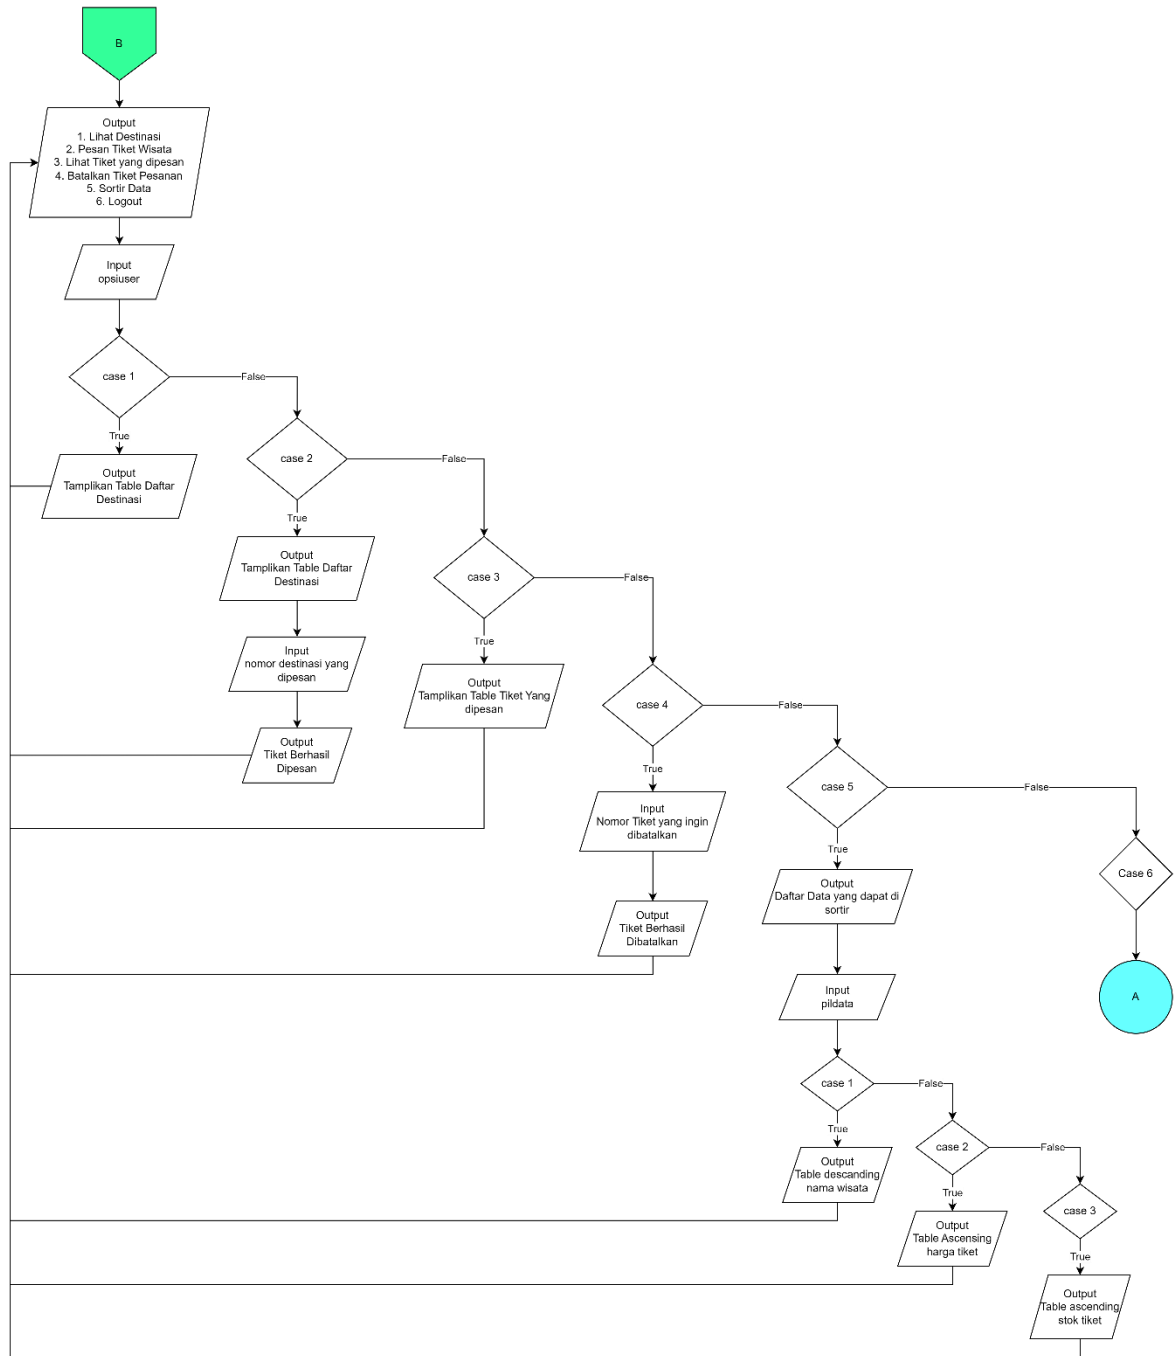 B
Output
1. Lihat Destinasi
2. Pesan Tiket Wisata
3. Lihat Tiket yang dipesan
4. Batalkan Tiket Pesanan
5. Sortir Data
6. Logout
Input
opsiuser
case 1
False
True
Output
Tamplikan Table Daftar
Destinasi
case 2
False
True
Output
Tamplikan Table Daftar
Destinasi
Input
nomor destinasi yang
dipesan
Output
Tiket Berhasil
Dipesan
case 3
False
True
Output
Tamplikan Table Tiket Yang
dipesan
case 4
False
True
Input
Nomor Tiket yang ingin
dibatalkan
Output
Tiket Berhasil
Dibatalkan
case 5
False
True
Output
Daftar Data yang dapat di
sortir
Input
pildata
case 1
False
True
Output
Table descanding
nama wisata
case 2
False
True
Output
Table Ascensing
harga tiket
case 3
True
Output
Table ascending
stok tiket
Case 6
A